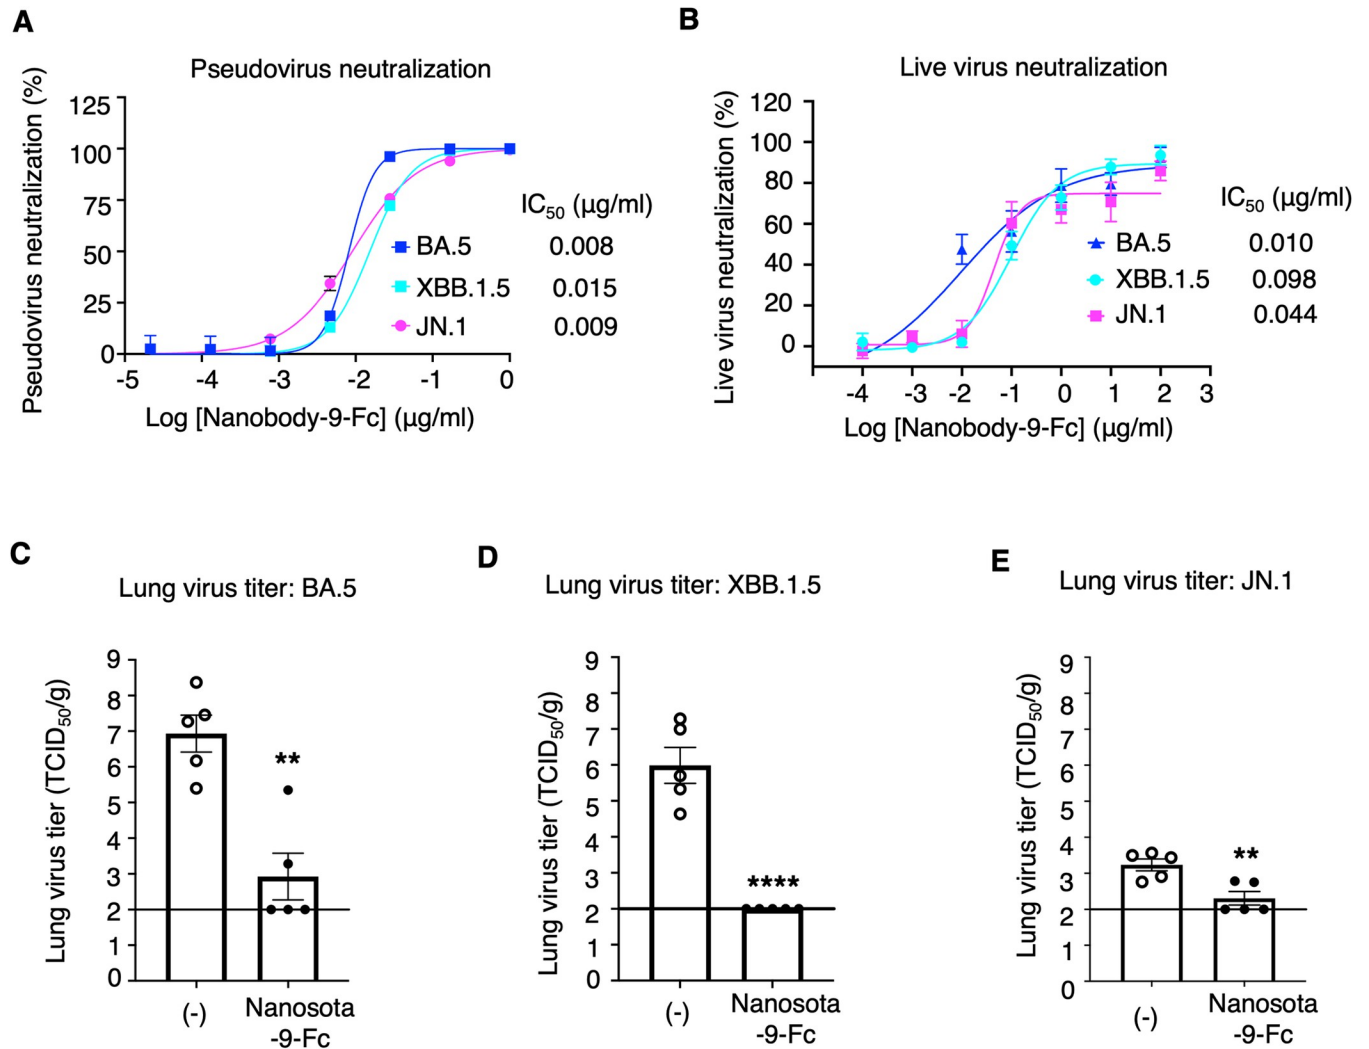 A
Pseudovirus neutralization
Pseudovirus neutralization (%)
125
100
75
50
25
0
-5 -4 -3 -2 -1 0
Log [Nanobody-9-Fc] (µg/ml)
IC50 (µg/ml)
BA.5 0.008
XBB.1.5 0.015
JN.1 0.009
B
Live virus neutralization
Live virus neutralization (%)
120
100
80
60
40
20
0
-4 -3 -2 -1 0 1 2 3
Log [Nanobody-9-Fc] (µg/ml)
IC50 (µg/ml)
BA.5 0.010
XBB.1.5 0.098
JN.1 0.044
C
Lung virus titer: BA.5
Lung virus tier (TCID50/g)
9
8
7
6
5
4
3
2
1
0
**
(-)
Nanosota
-9-Fc
D
Lung virus titer: XBB.1.5
Lung virus tier (TCID50/g)
9
8
7
6
5
4
3
2
1
0
****
(-)
Nanosota
-9-Fc
E
Lung virus titer: JN.1
Lung virus tier (TCID50/g)
9
8
7
6
5
4
3
2
1
0
**
(-)
Nanosota
-9-Fc